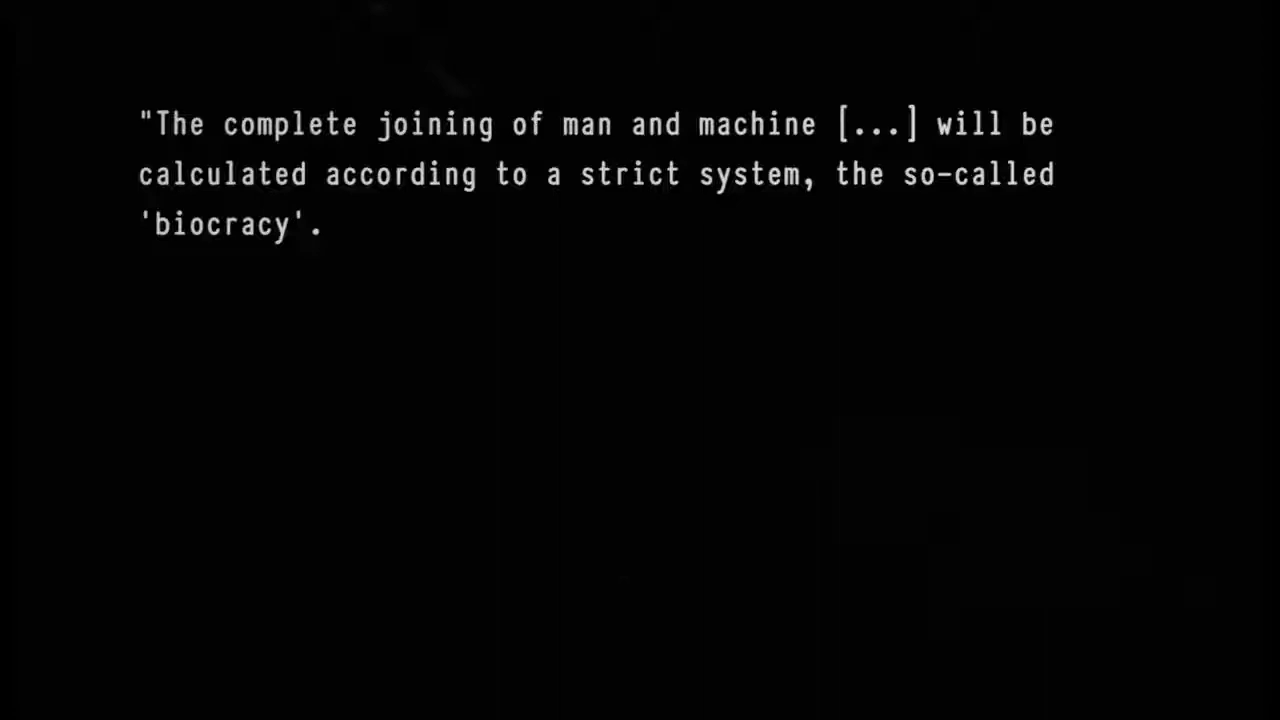 "The complete joining of man and machine [...] will be
calculated according to a strict system, the so-called
'biocracy'.